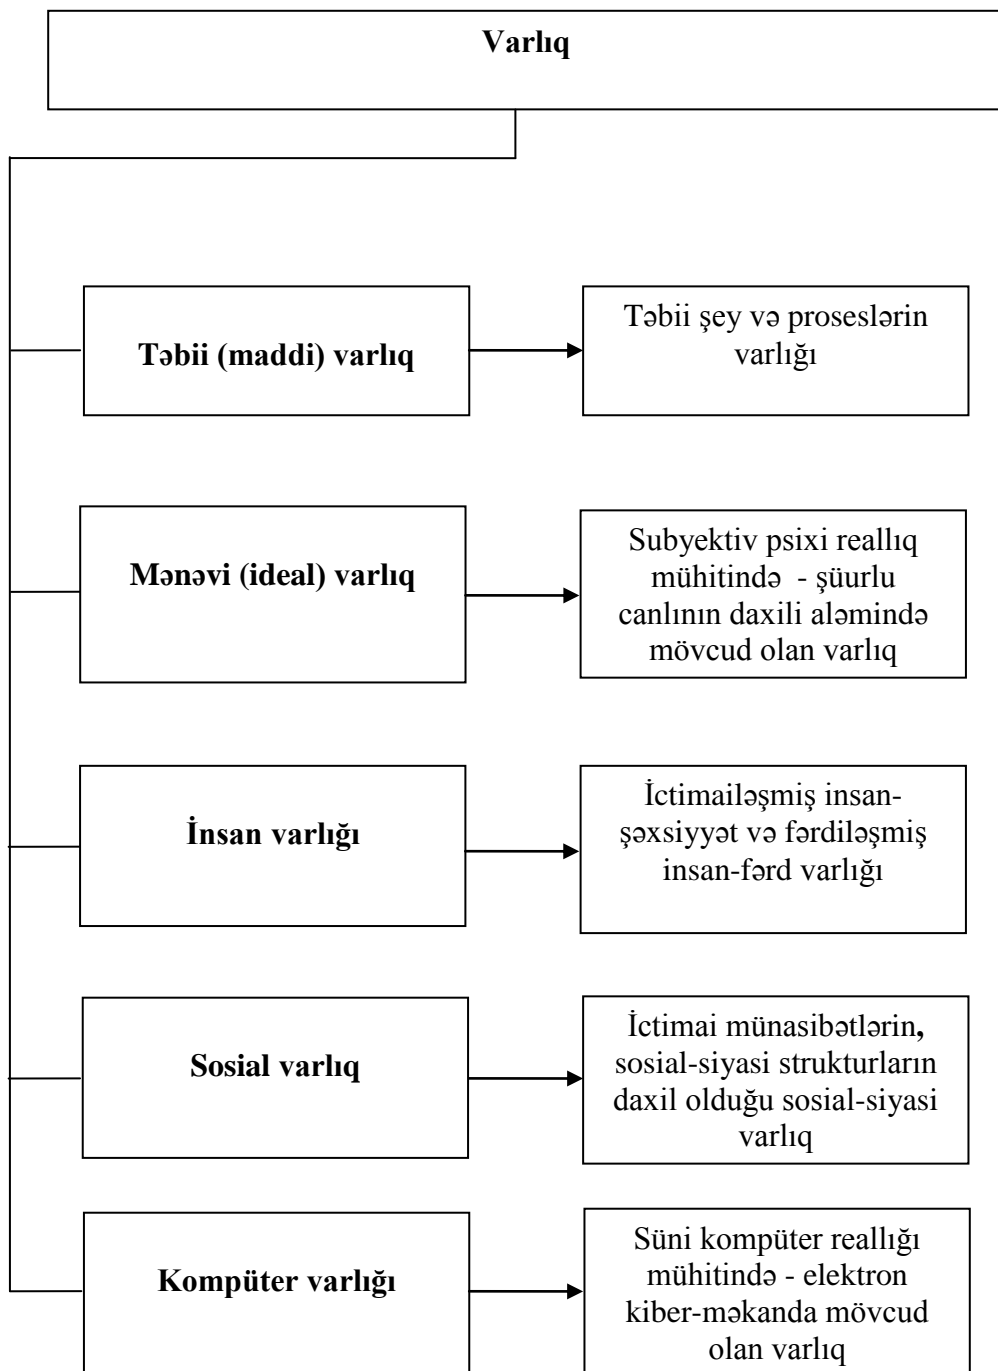 Varlıq
Təbii (maddi) varlıq
Təbii şey və proseslərin
varlığı
Mənəvi (ideal) varlıq
Subyektiv psixi reallıq
mühitində - şüurlu
canlının daxili aləmində
mövcud olan varlıq
İnsan varlığı
İctimailəşmiş insan-
şəxsiyyət və fərdiləşmiş
insan-fərd varlığı
Sosial varlıq
İctimai münasibətlərin,
sosial-siyasi strukturların
daxil olduğu sosial-siyasi
varlıq
Kompüter varlığı
Süni kompüter reallığı
mühitində - elektron
kiber-məkanda mövcud
olan varlıq